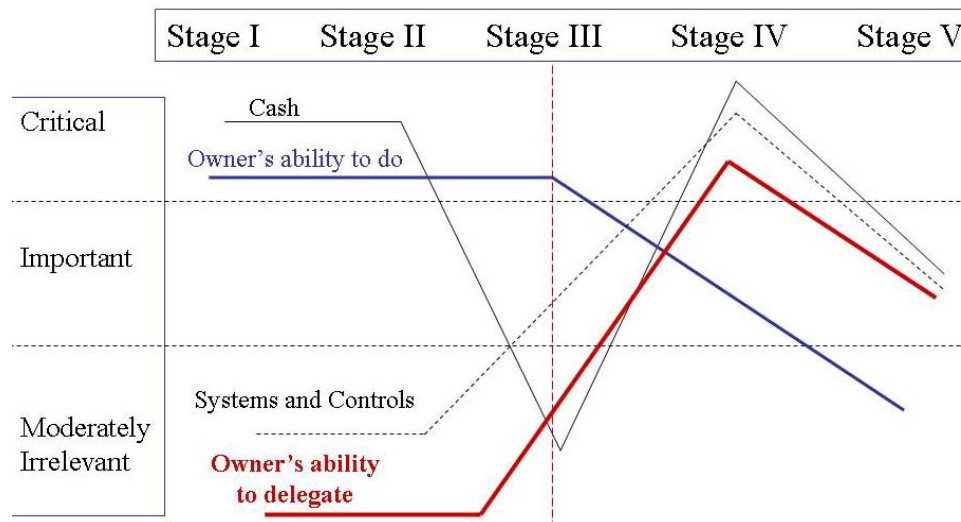 Stage I Stage II Stage III Stage IV Stage V
Critical
Cash
Owner's ability to do
Important
Systems and Controls
Moderately
Irrelevant
Owner's ability
to delegate